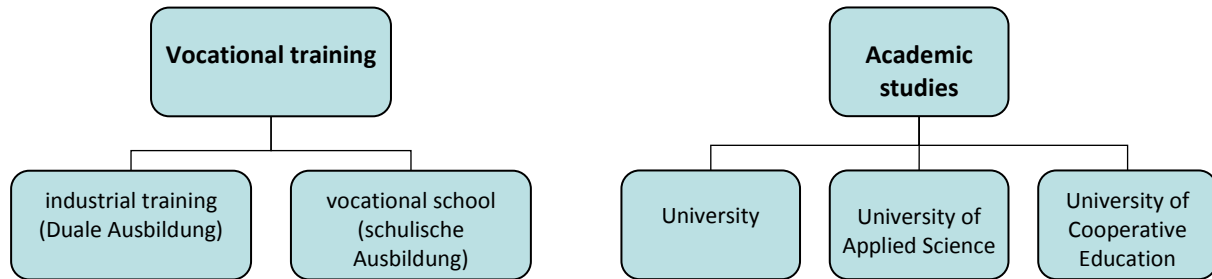 Vocational training
Academic
studies
industrial training
(Duale Ausbildung)
vocational school
(schulische
Ausbildung)
University
University of
Applied Science
University of
Cooperative
Education